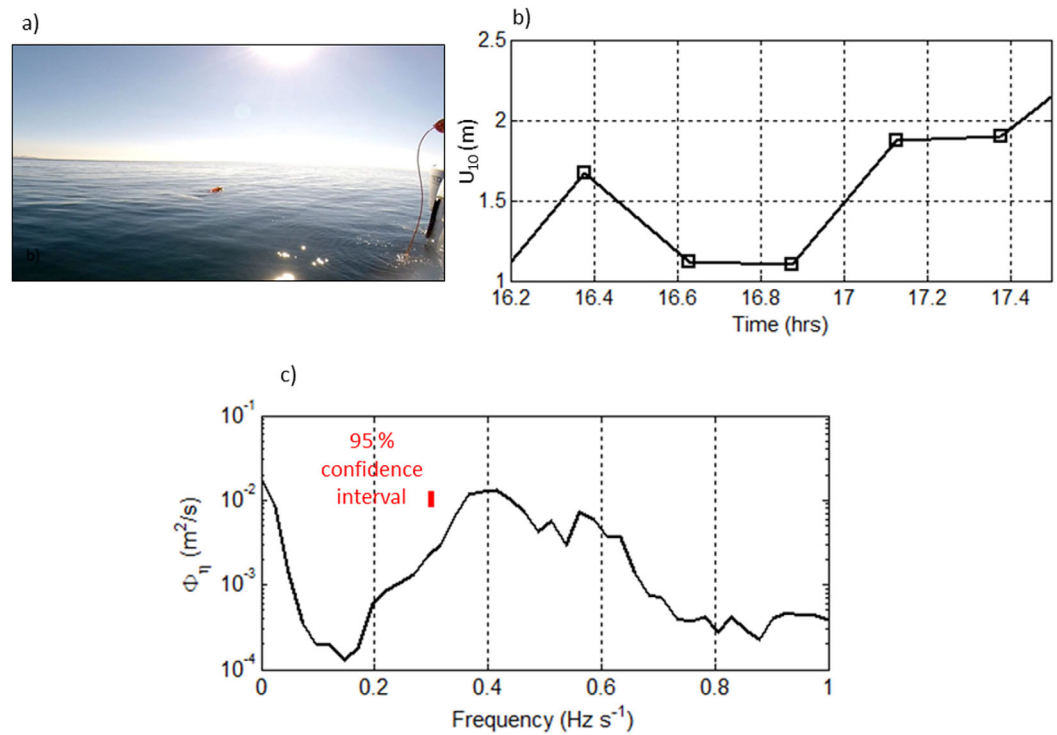 a)
b)
b)
2.5
2
1.5
1
U10 (m)
16.2 16.4 16.6 16.8 17 17.2 17.4
Time (hrs)
c)
10-1
10-2
10-3
10-4
Φη (m2/s)
95 %
confidence
interval
0 0.2 0.4 0.6 0.8 1
Frequency (Hz s-1)